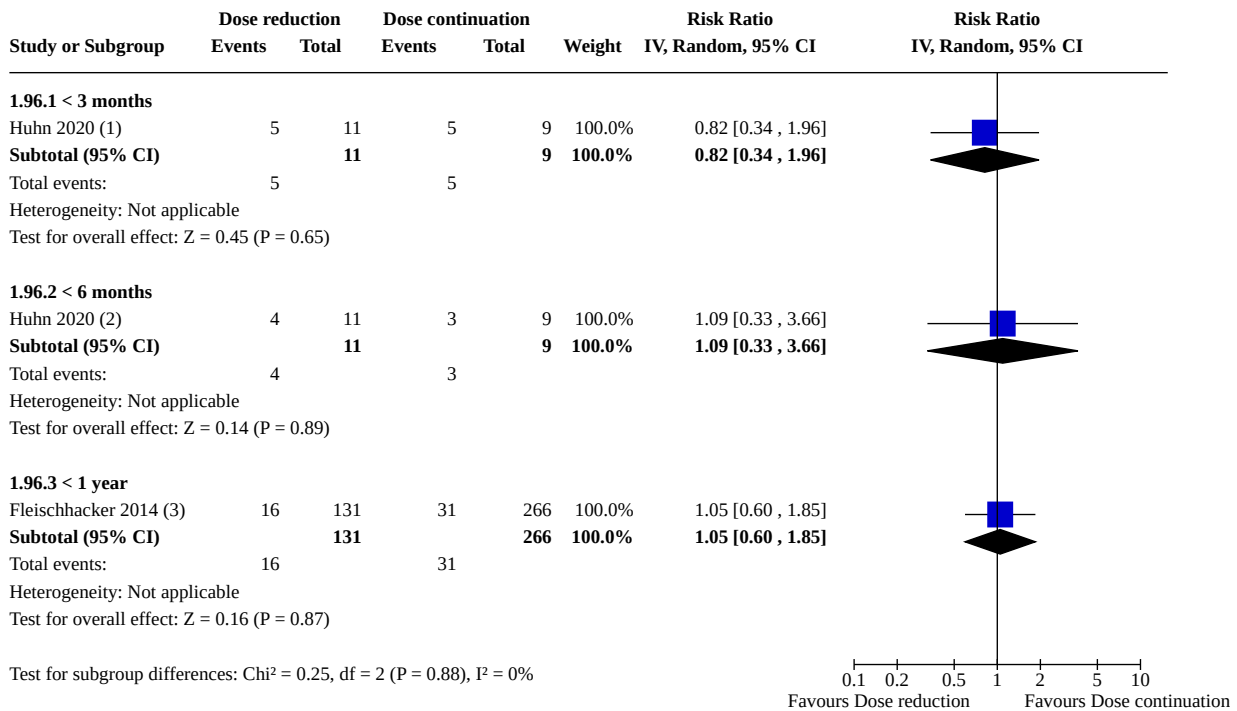 Dose reduction Dose continuation Risk Ratio Risk Ratio
Study or Subgroup Events Total Events Total Weight IV, Random, 95% CI IV, Random, 95% CI
1.96.1 < 3 months
Huhn 2020 (1) 5 11 5 9 100.0% 0.82 [0.34 , 1.96]
Subtotal (95% CI) 11 9 100.0% 0.82 [0.34 , 1.96]
Total events: 5 5
Heterogeneity: Not applicable
Test for overall effect: Z = 0.45 (P = 0.65)
1.96.2 < 6 months
Huhn 2020 (2) 4 11 3 9 100.0% 1.09 [0.33 , 3.66]
Subtotal (95% CI) 11 9 100.0% 1.09 [0.33 , 3.66]
Total events: 4 3
Heterogeneity: Not applicable
Test for overall effect: Z = 0.14 (P = 0.89)
1.96.3 < 1 year
Fleischhacker 2014 (3) 16 131 31 266 100.0% 1.05 [0.60 , 1.85]
Subtotal (95% CI) 131 266 100.0% 1.05 [0.60 , 1.85]
Total events: 16 31
Heterogeneity: Not applicable
Test for overall effect: Z = 0.16 (P = 0.87)
Test for subgroup differences: Chi² = 0.25, df = 2 (P = 0.88), I² = 0%
0.1 0.2 0.5 1 2 5 10
Favours Dose reduction Favours Dose continuation